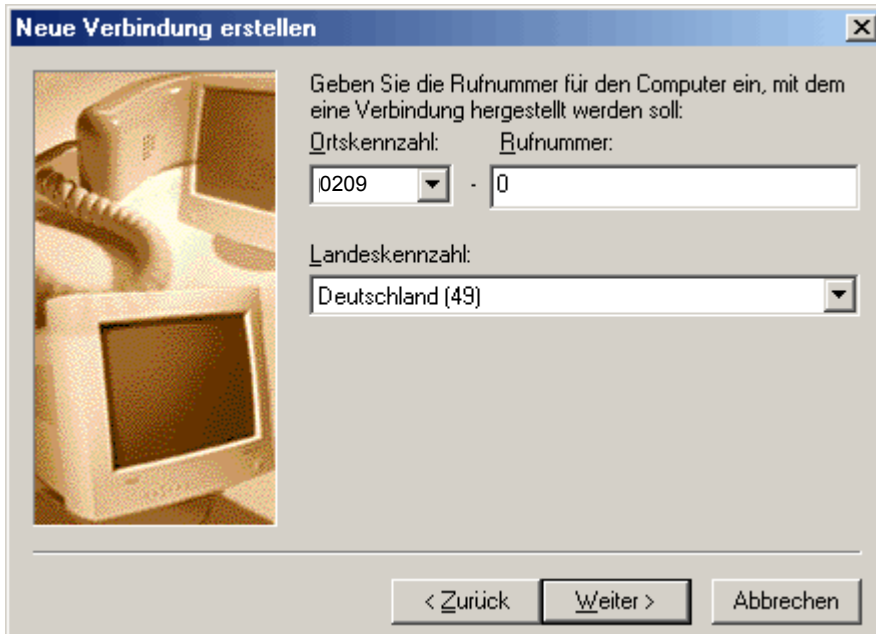 Neue Verbindung erstellen
Geben Sie die Rufnummer für den Computer ein, mit dem
eine Verbindung hergestellt werden soll:
Ortskennzahl: Rufnummer:
0209 - 0
Landeskennzahl:
Deutschland (49)
< Zurück Weiter > Abbrechen